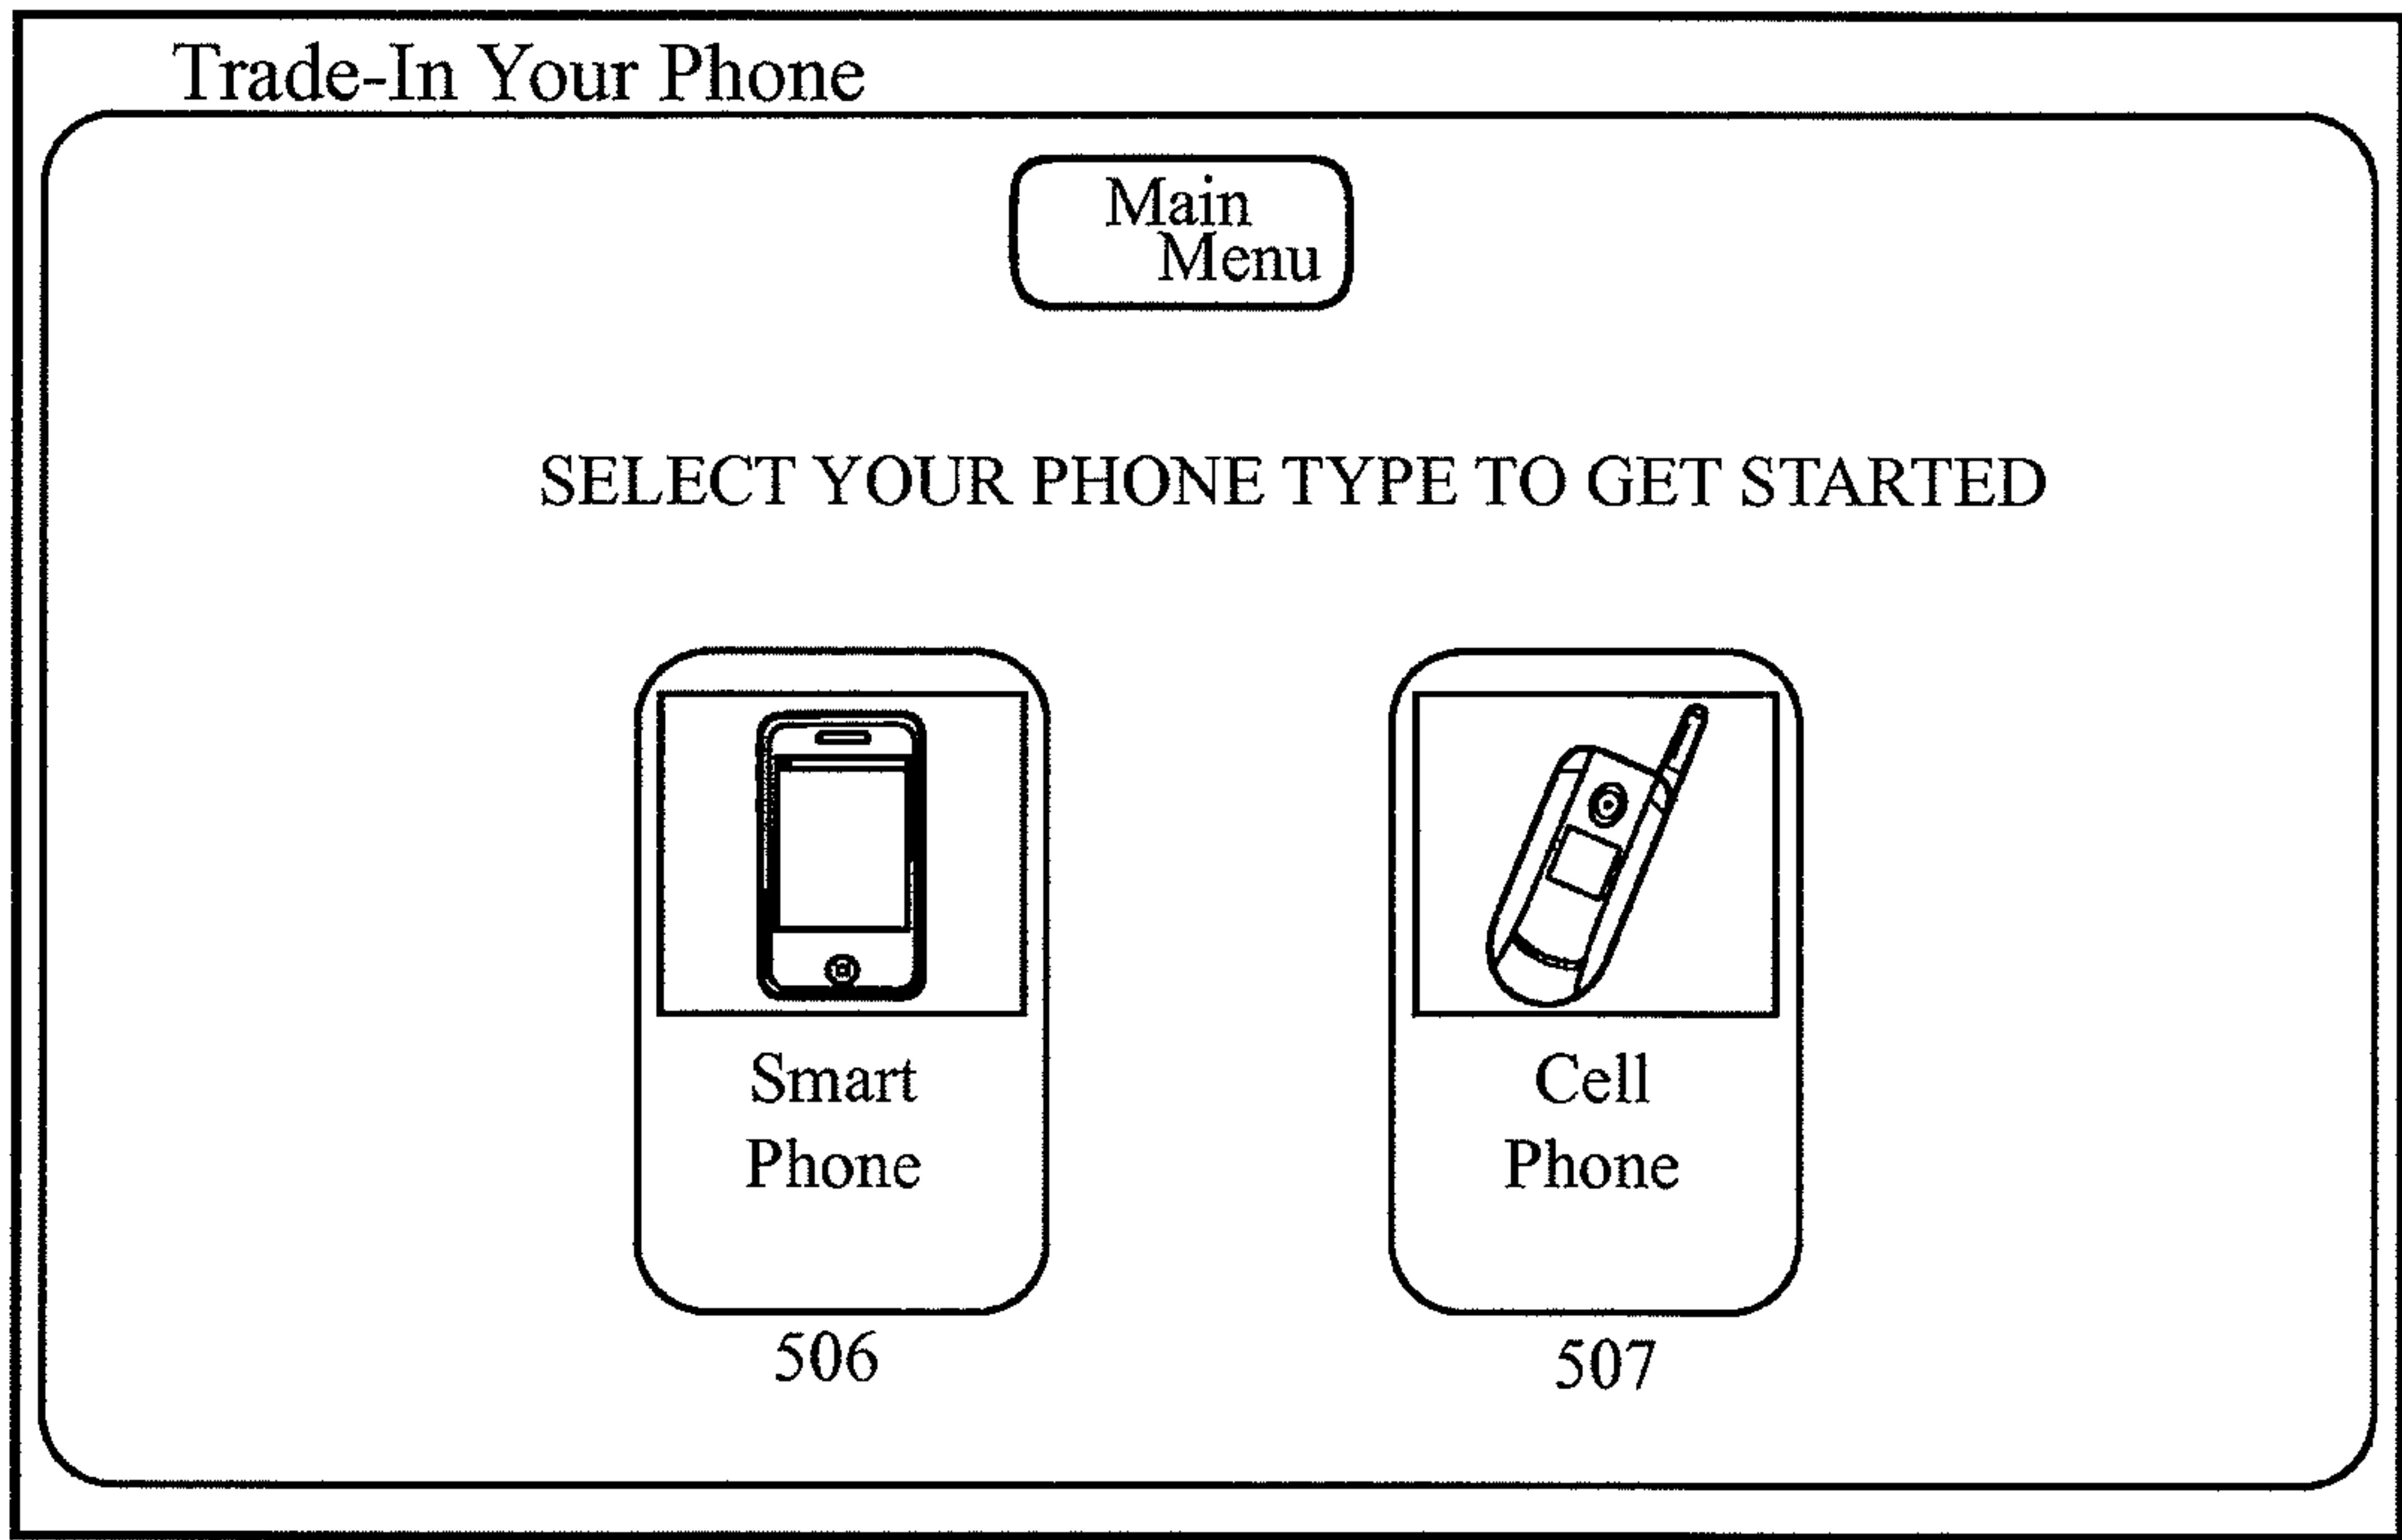 Trade-In Your Phone
Main
Menu
SELECT YOUR PHONE TYPE TO GET STARTED
Smart
Phone
506
Cell
Phone
507